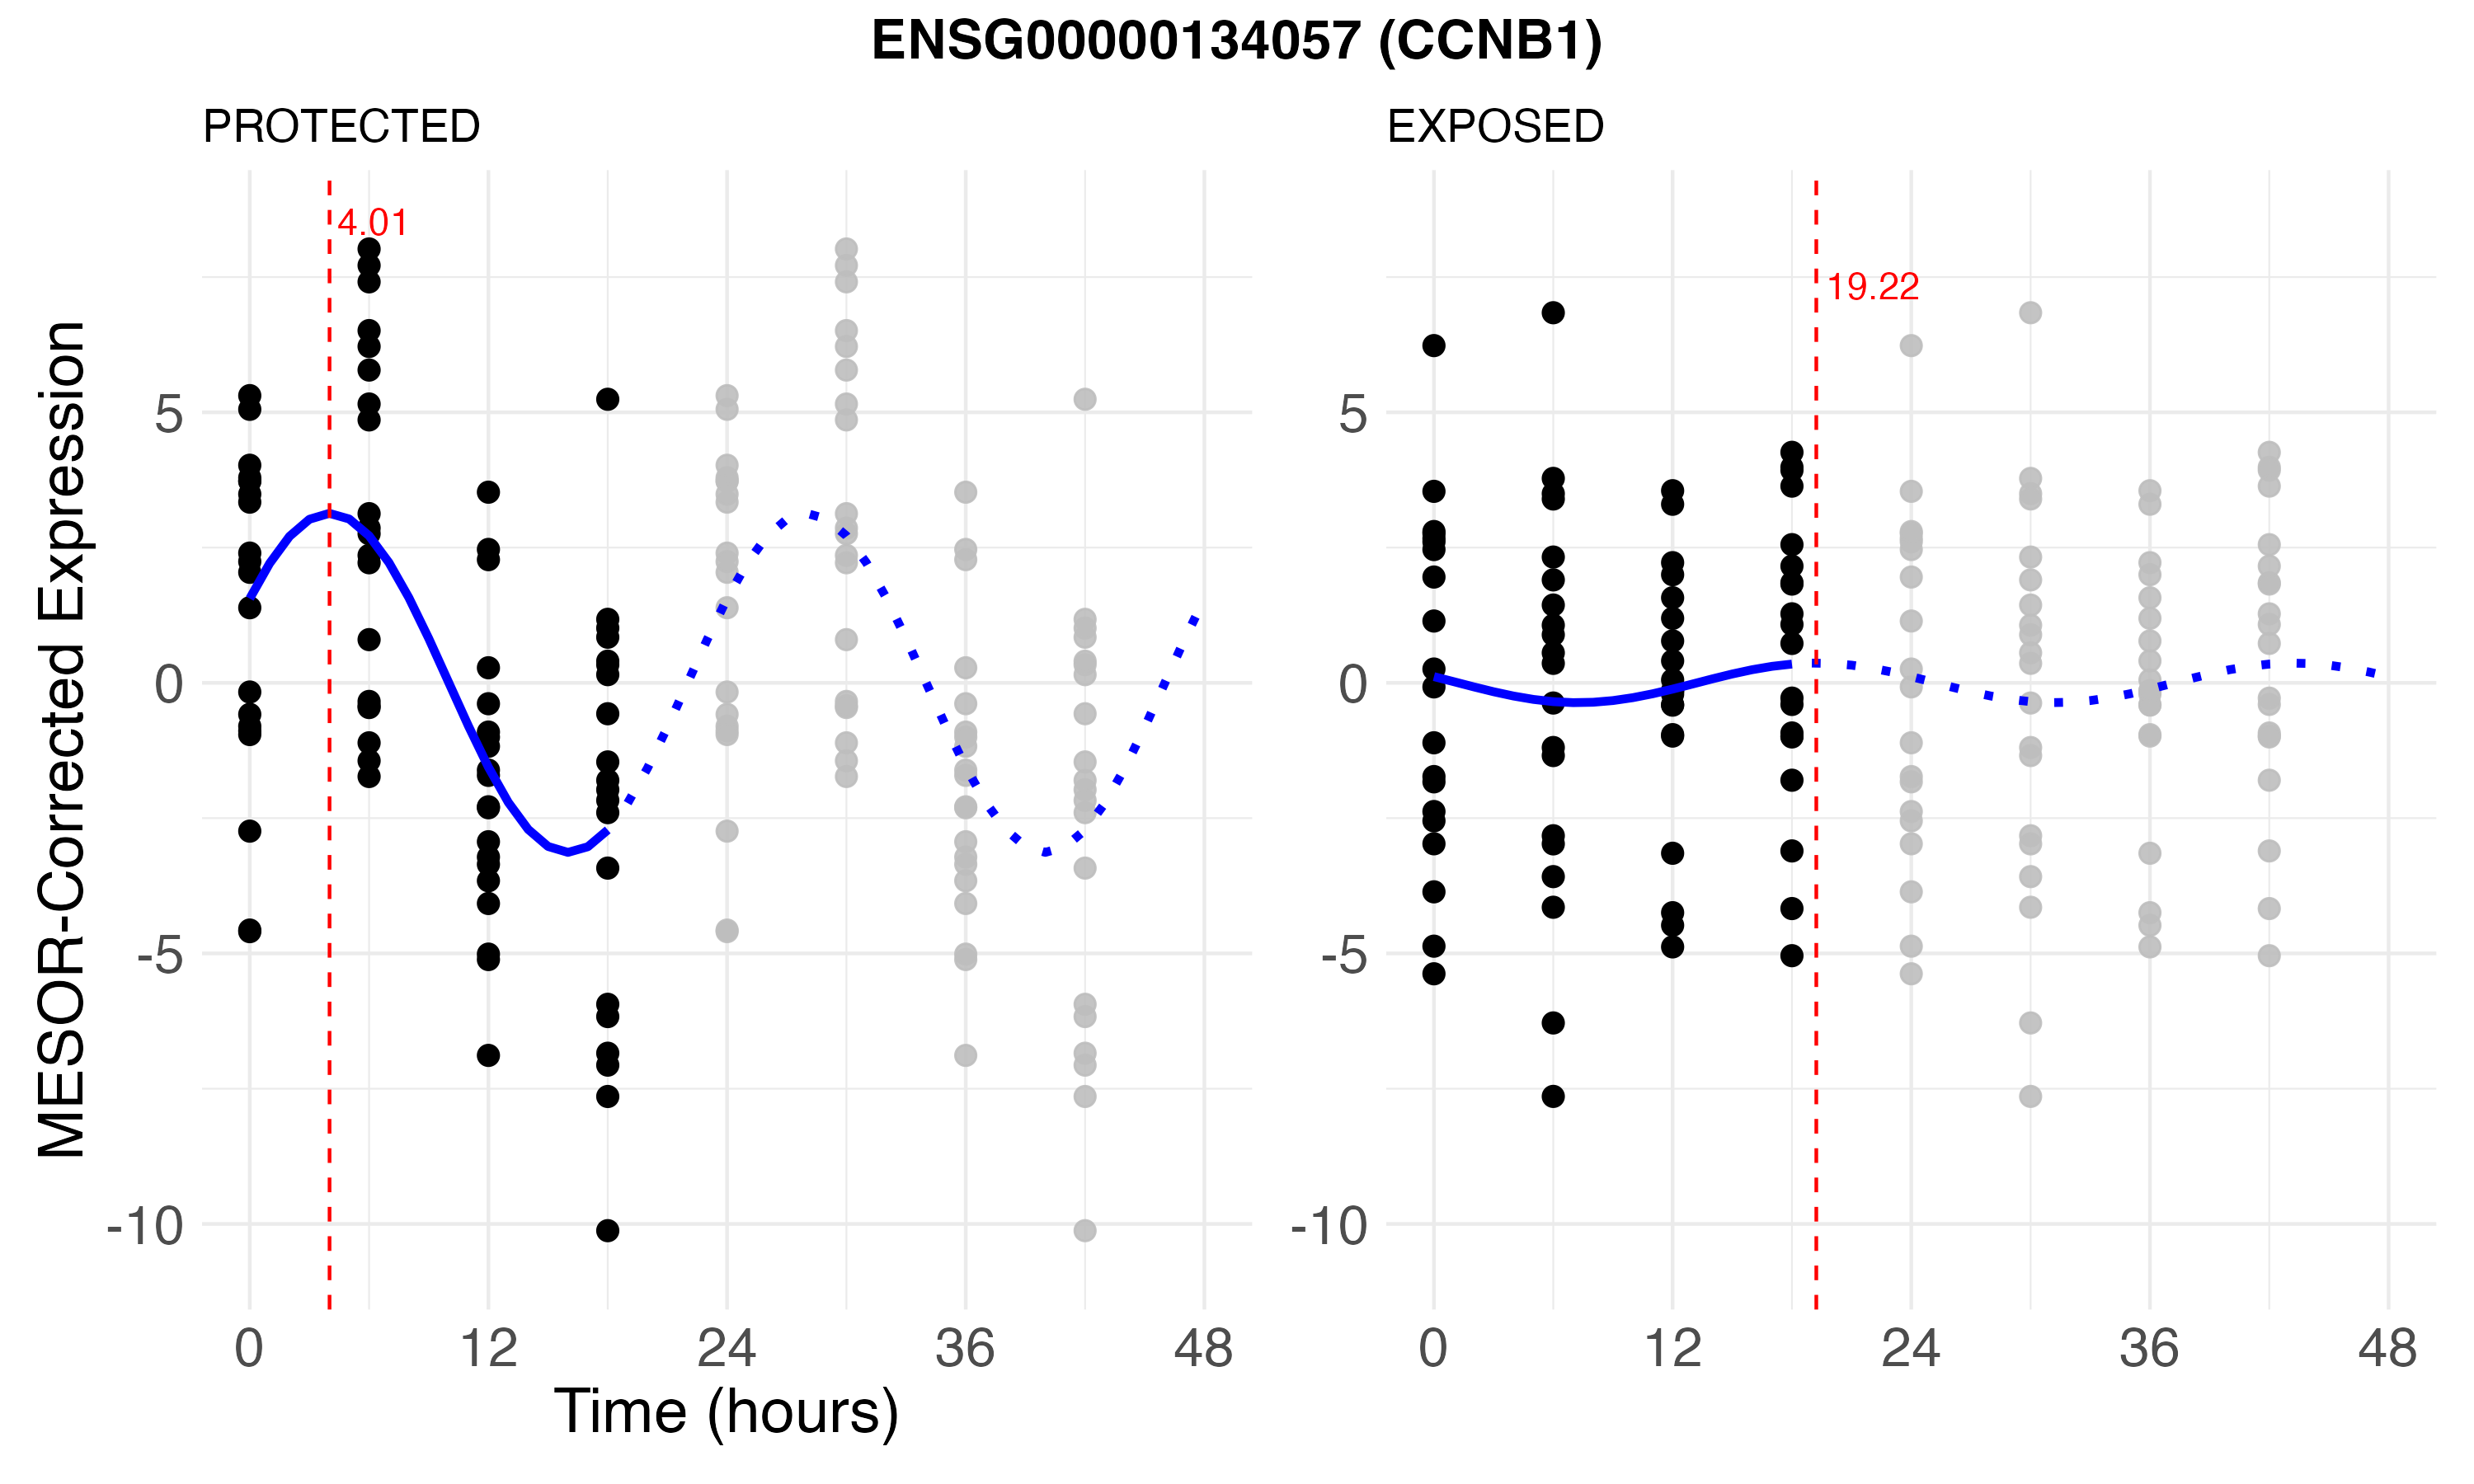 ENSG00000134057 (CCNB1)
PROTECTED
EXPOSED
4.01
19.22
MESOR-Corrected Expression
5
0
-5
-10
5
0
-5
-10
0 12 24 36 48
0 12 24 36 48
Time (hours)